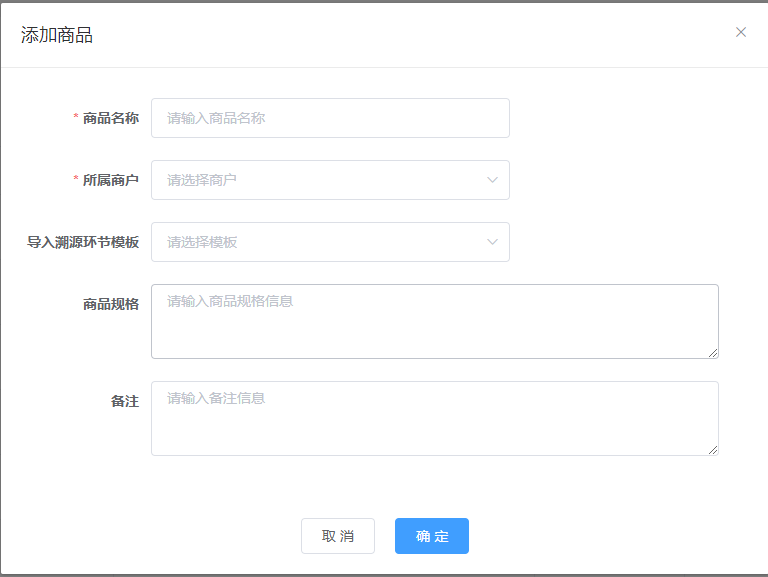 添加商品
* 商品名称 请输入商品名称
* 所属商户 请选择商户
导入溯源环节模板 请选择模板
商品规格 请输入商品规格信息
备注 请输入备注信息
取 消 确 定